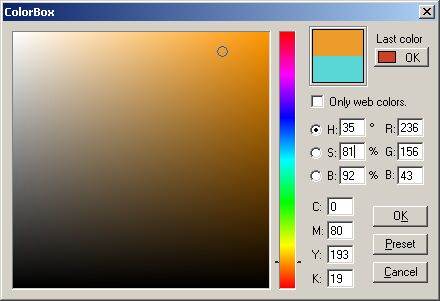 ColorBox
Last color
OK
Only web colors.
H: 35 ° R: 236
S: 81 % G: 156
B: 92 % B: 43
C: 0
M: 80
Y: 193
K: 19
OK
Preset
Cancel